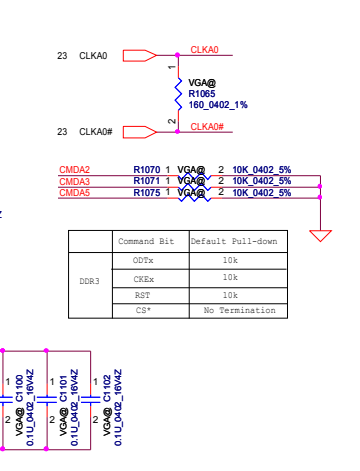 23 CLKA0 CLKA0
1
VGA@
R1065
160_0402_1%
2
23 CLKA0# CLKA0#
CMDA2 R1070 1 VGA@ 2 10K_0402_5%
CMDA3 R1071 1 VGA@ 2 10K_0402_5%
CMDA5 R1075 1 VGA@ 2 10K_0402_5%
Z
Command Bit Default Pull-down
DDR3
ODTx 10k
CKEx 10k
RST 10k
CS* No Termination
1 2
VGA@ C1100
0.1U_0402_16V4Z
1 2
VGA@ C1101
0.1U_0402_16V4Z
1 2
VGA@ C1102
0.1U_0402_16V4Z